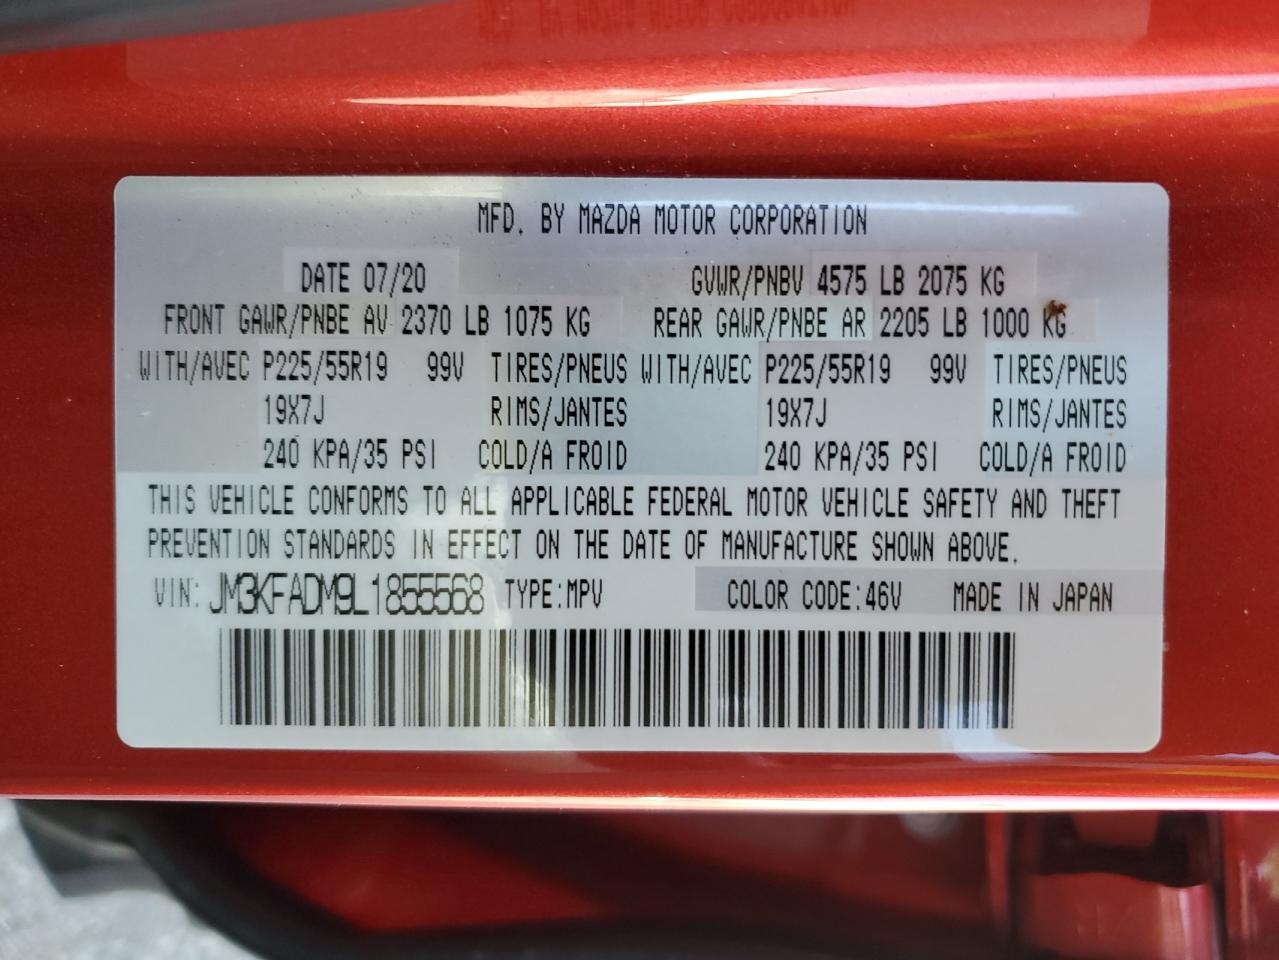 MFD. BY MAZDA MOTOR CORPORATION
DATE 07/20 GVWR/PNBV 4575 LB 2075 KG
FRONT GAWR/PNBE AV 2370 LB 1075 KG REAR GAWR/PNBE AR 2205 LB 1000 KG
WITH/AVEC P225/55R19 99V TIRES/PNEUS WITH/AVEC P225/55R19 99V TIRES/PNEUS
19X7J RIMS/JANTES 19X7J RIMS/JANTES
240 KPA/35 PSI COLD/A FROID 240 KPA/35 PSI COLD/A FROID
THIS VEHICLE CONFORMS TO ALL APPLICABLE FEDERAL MOTOR VEHICLE SAFETY AND THEFT
PREVENTION STANDARDS IN EFFECT ON THE DATE OF MANUFACTURE SHOWN ABOVE.
VIN: JM3KFADM9L1855568 TYPE:MPV COLOR CODE:46V MADE IN JAPAN